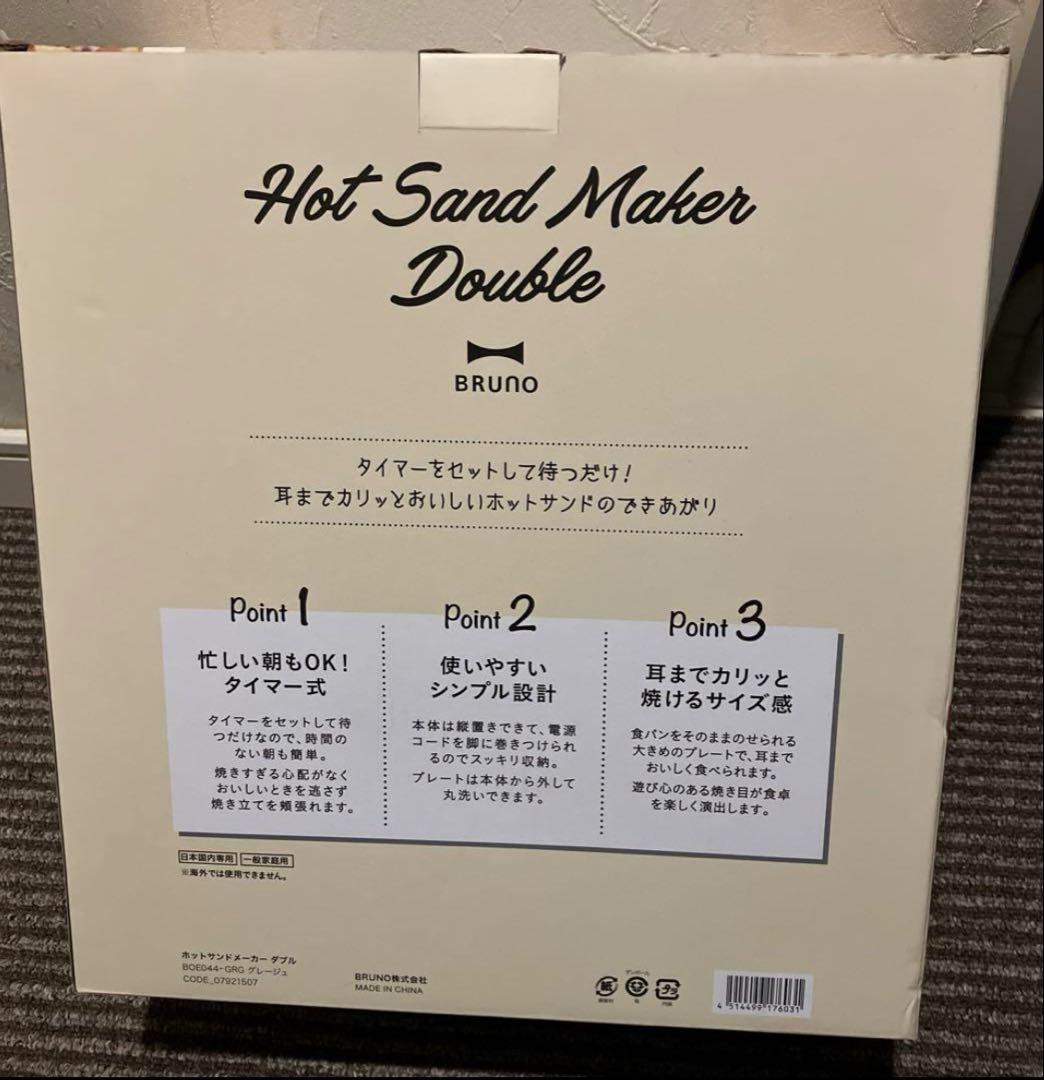 Hot Sand Maker
Double
BRUNO
タイマーをセットして待つだけ!
耳までカリッとおいしいホットサンドのできあがり
Point 1
忙しい朝もOK!
タイマー式
タイマーをセットして待
つだけなので、時間の
ない朝も簡単。
焼きすぎる心配がなく
おいしいときを逃さず
焼き立てを頬張れます。
Point 2
使いやすい
シンプル設計
本体は縦置きできて、電源
コードを脚に巻きつけられ
るのでスッキリ収納。
プレートは本体から外して
丸洗いできます。
Point 3
耳までカリッと
焼けるサイズ感
食パンをそのままのせられる
大きめのプレートで、耳まで
おいしく食べられます。
遊び心のある焼き目が食卓
を楽しく演出します。
日本国内専用 一般家庭用
※海外では使用できません。
ホットサンドメーカー ダブル
BOE044-GRG グレージュ
CODE_07921507
BRUNO株式会社
MADE IN CHINA
ダンボール
紙
プラ
4 514499 176031